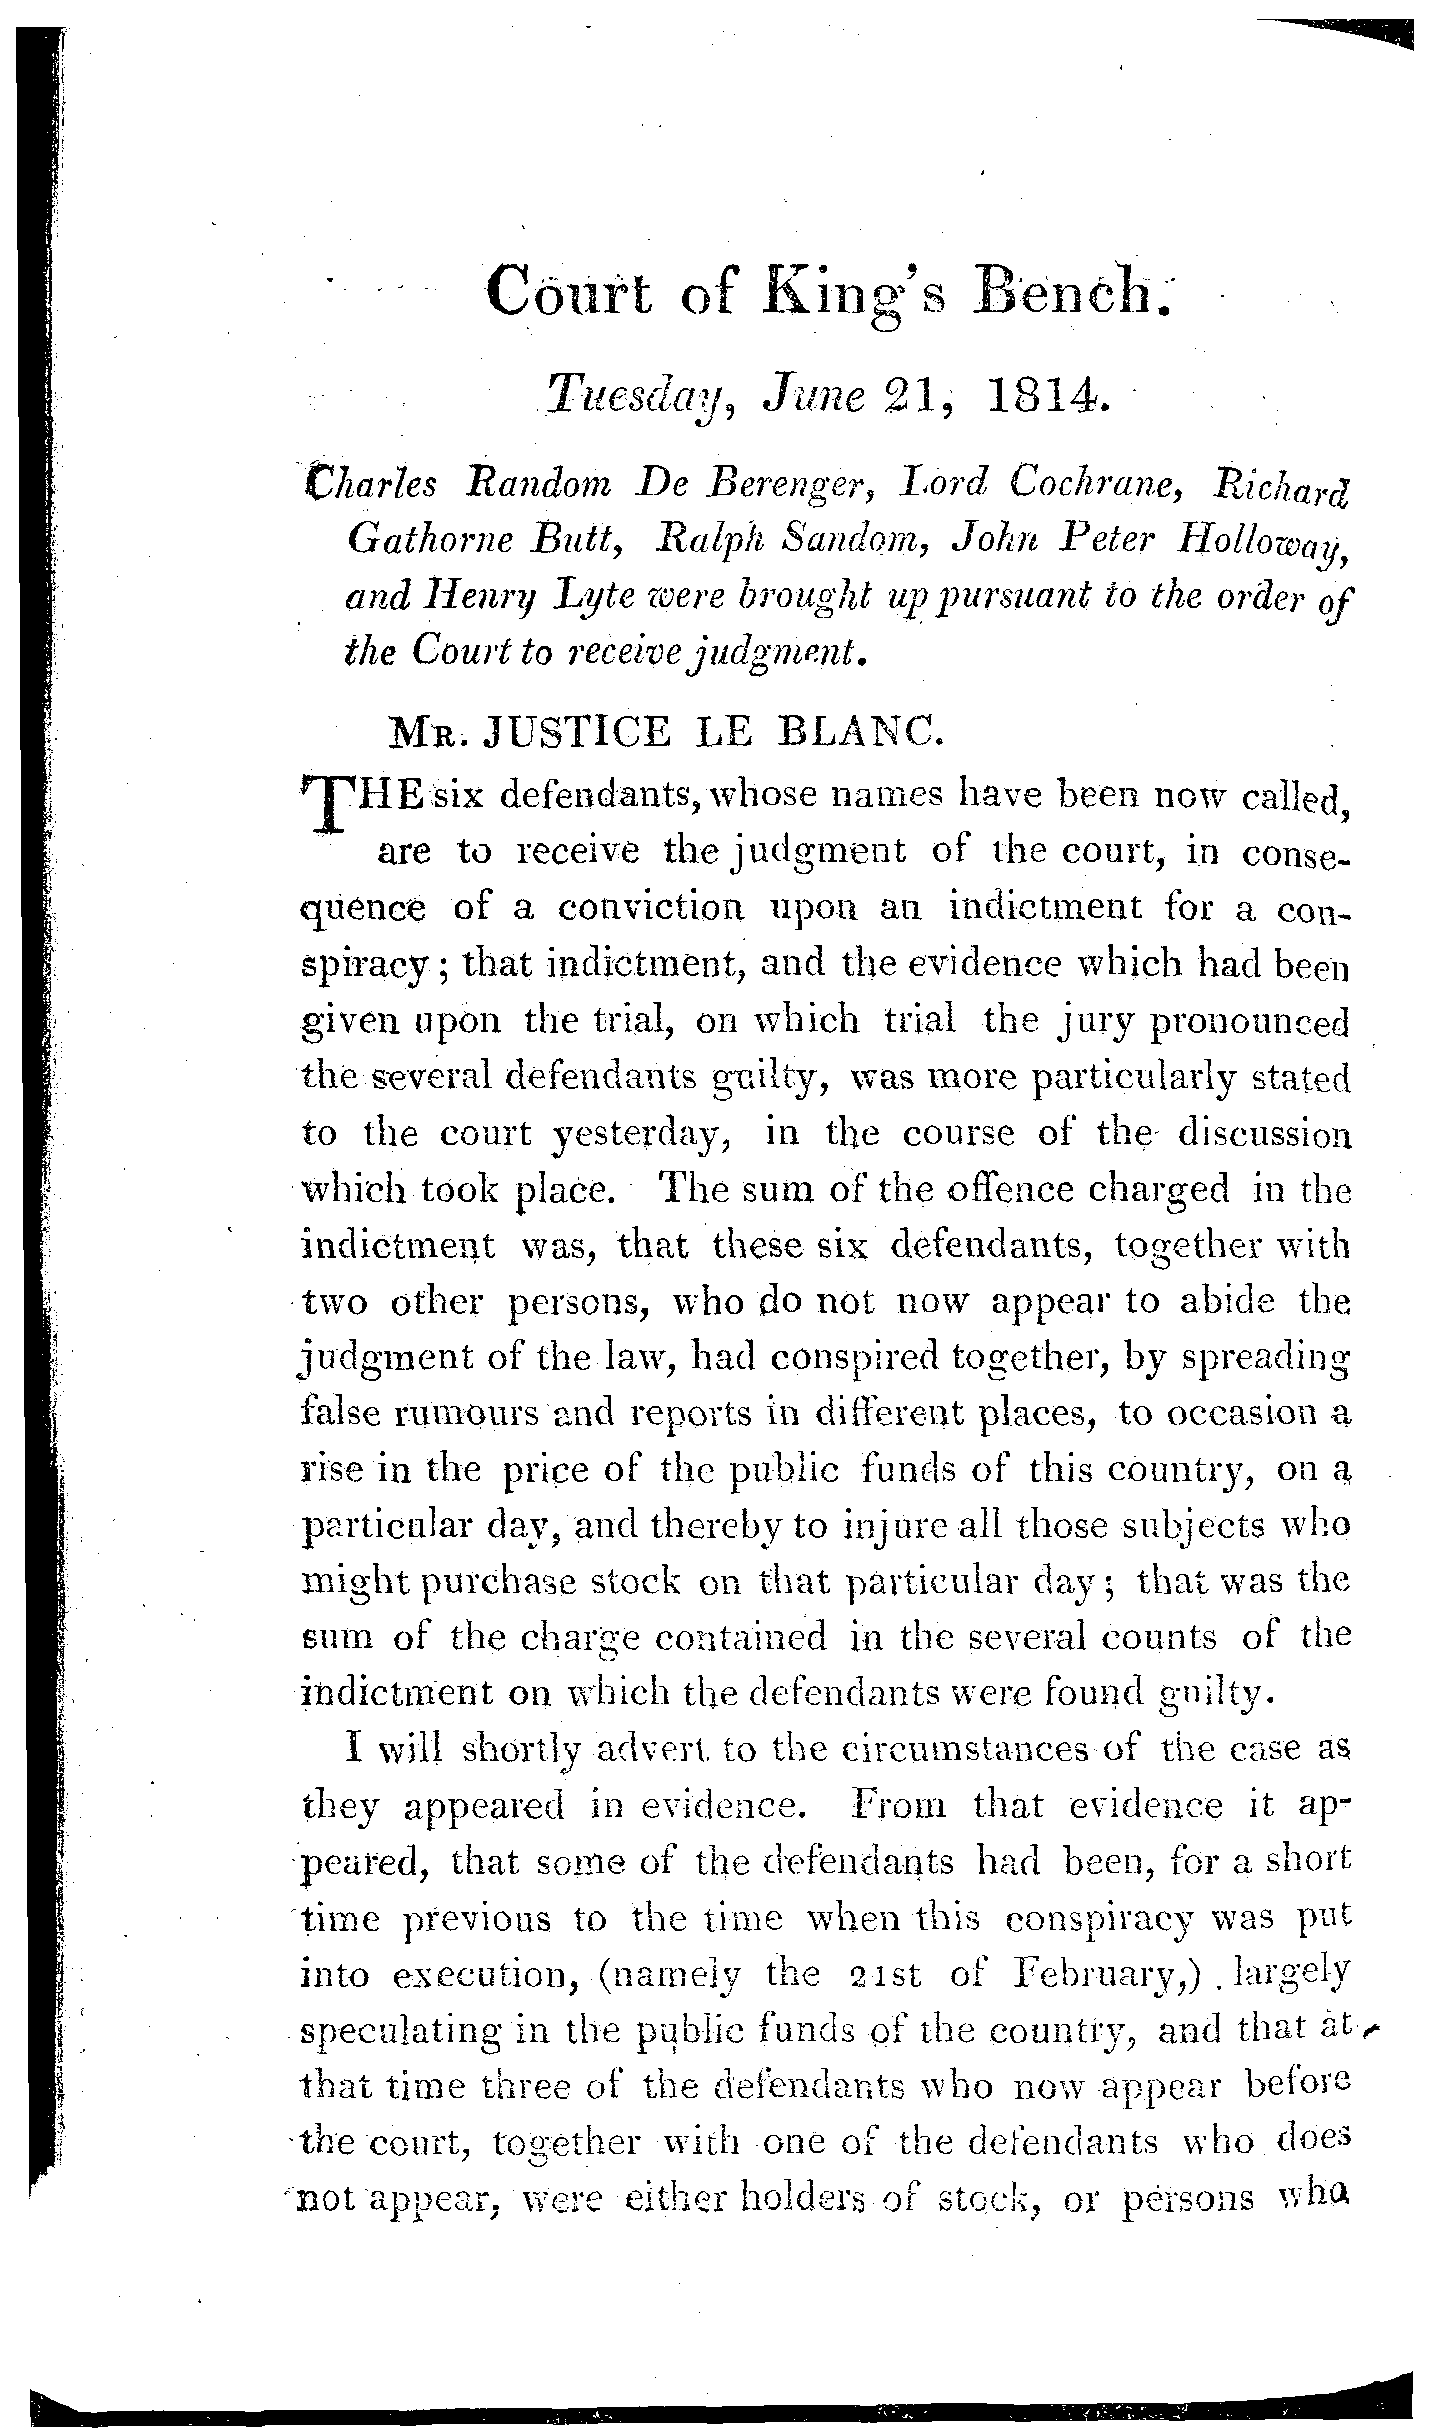 Court of King's Bench.
Tuesday, June 21, 1814.
Charles Random De Berenger, Lord Cochrane, Richard
Gathorne Butt, Ralph Sandom, John Peter Holloway,
and Henry Lyte were brought up pursuant to the order of
the Court to receive judgment.
MR. JUSTICE LE BLANC.
THE six defendants, whose names have been now called,
are to receive the judgment of the court, in conse-
quence of a conviction upon an indictment for a con-
spiracy; that indictment, and the evidence which had been
given upon the trial, on which trial the jury pronounced
the several defendants guilty, was more particularly stated
to the court yesterday, in the course of the discussion
which took place. The sum of the offence charged in the
indictment was, that these six defendants, together with
two other persons, who do not now appear to abide the
judgment of the law, had conspired together, by spreading
false rumours and reports in different places, to occasion a
rise in the price of the public funds of this country, on a
particular day, and thereby to injure all those subjects who
might purchase stock on that particular day; that was the
sum of the charge contained in the several counts of the
indictment on which the defendants were found guilty.
I will shortly advert to the circumstances of the case as
they appeared in evidence. From that evidence it ap-
peared, that some of the defendants had been, for a short
time previous to the time when this conspiracy was put
into execution, (namely the 21st of February,) largely
speculating in the public funds of the country, and that at
that time three of the defendants who now appear before
the court, together with one of the defendants who does
not appear, were either holders of stock, or persons who